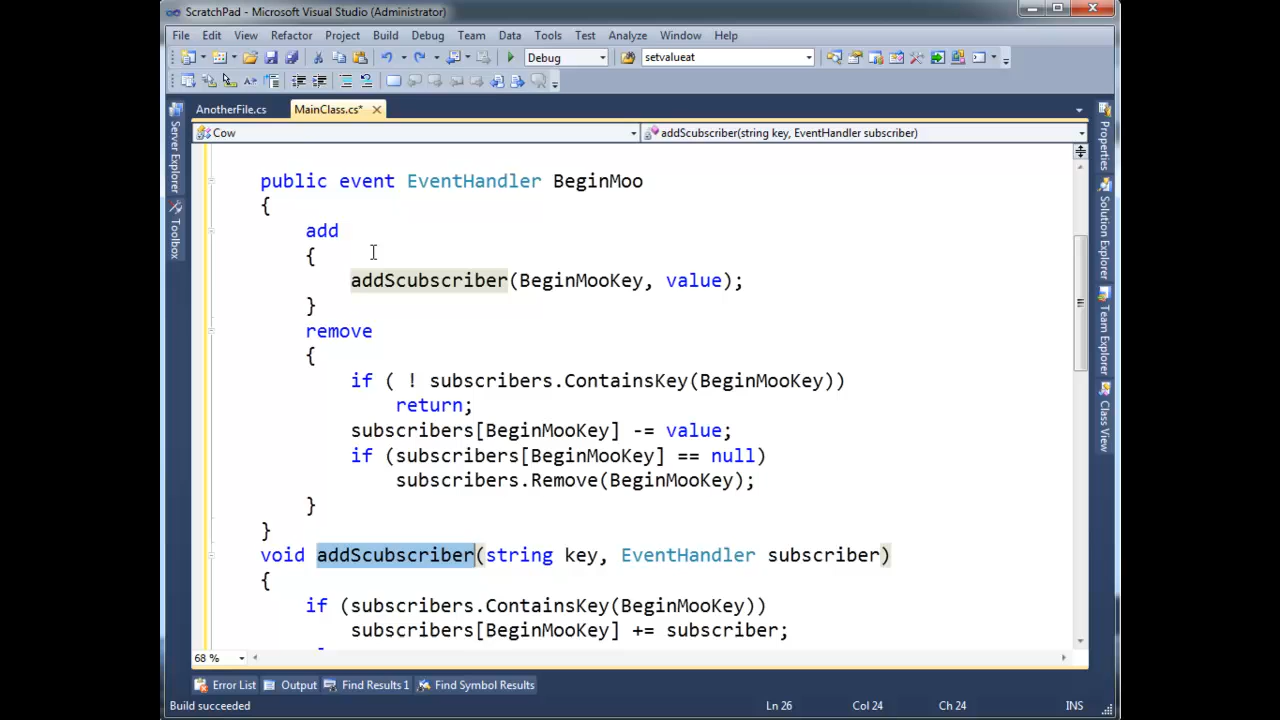 ScratchPad - Microsoft Visual Studio (Administrator)
File Edit View Refactor Project Build Debug Team Data Tools Test Analyze Window Help
Debug setvalueat
AnotherFile.cs MainClass.cs*
Cow addScubscriber(string key, EventHandler subscriber)
Server Explorer
Toolbox
public event EventHandler BeginMoo
{
add
{
addScubscriber(BeginMooKey, value);
}
remove
{
if ( ! subscribers.ContainsKey(BeginMooKey))
return;
subscribers[BeginMooKey] -= value;
if (subscribers[BeginMooKey] == null)
subscribers.Remove(BeginMooKey);
}
}
void addScubscriber(string key, EventHandler subscriber)
{
if (subscribers.ContainsKey(BeginMooKey))
subscribers[BeginMooKey] += subscriber;
Properties
Solution Explorer
Team Explorer
Class View
68 %
Error List Output Find Results 1 Find Symbol Results
Build succeeded Ln 26 Col 24 Ch 24 INS